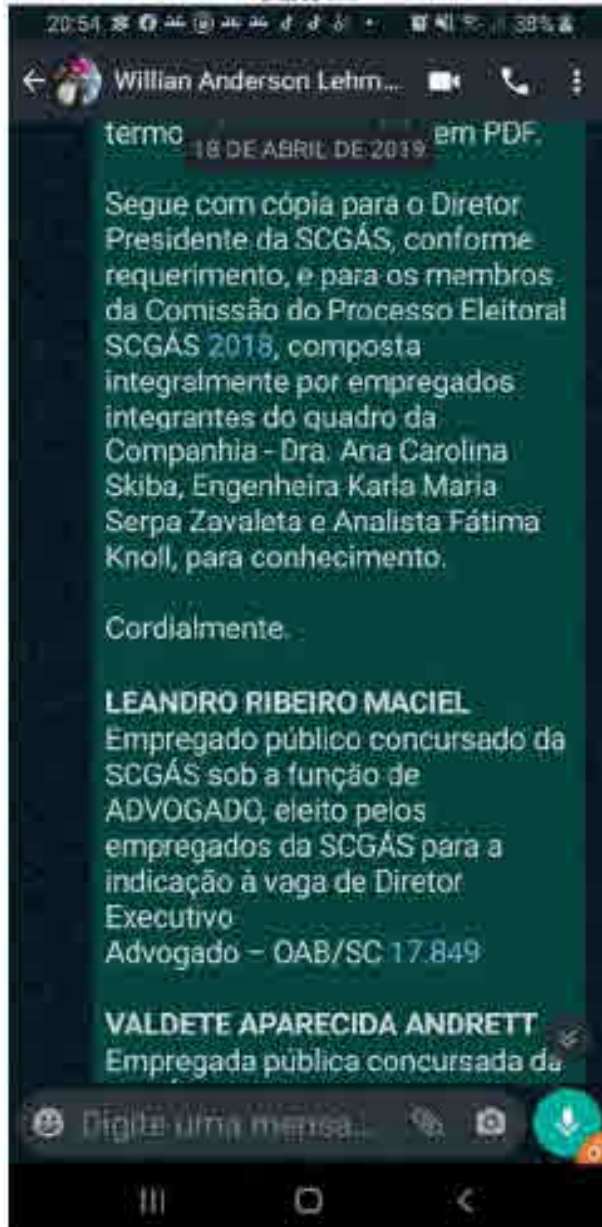 20:54 38%
Willian Anderson Lehm...
termo em PDF.
18 DE ABRIL DE 2019
Segue com cópia para o Diretor
Presidente da SCGÁS, conforme
requerimento, e para os membros
da Comissão do Processo Eleitoral
SCGÁS 2018, composta
integralmente por empregados
integrantes do quadro da
Companhia - Dra. Ana Carolina
Skiba, Engenheira Karla Maria
Serpa Zavaleta e Analista Fátima
Knoll, para conhecimento.
Cordialmente.
LEANDRO RIBEIRO MACIEL
Empregado público concursado da
SCGÁS sob a função de
ADVOGADO, eleito pelos
empregados da SCGÁS para a
indicação à vaga de Diretor
Executivo
Advogado – OAB/SC 17.849
VALDETE APARECIDA ANDRETT
Empregada pública concursada da
Digite uma mensa...